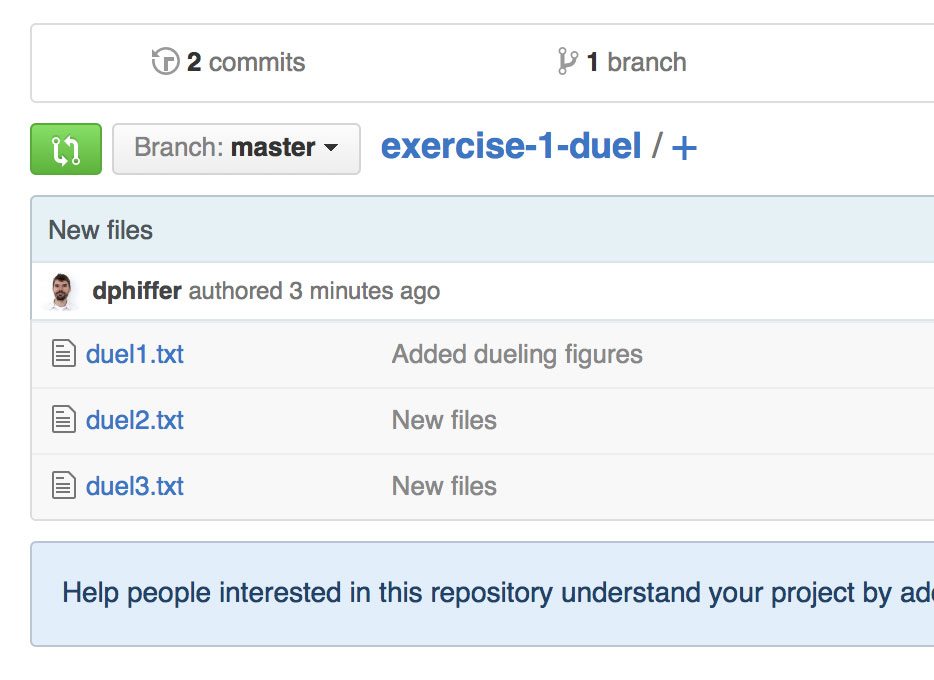 2 commits 1 branch
Branch: master exercise-1-duel / +
New files
dphiffer authored 3 minutes ago
duel1.txt Added dueling figures
duel2.txt New files
duel3.txt New files
Help people interested in this repository understand your project by